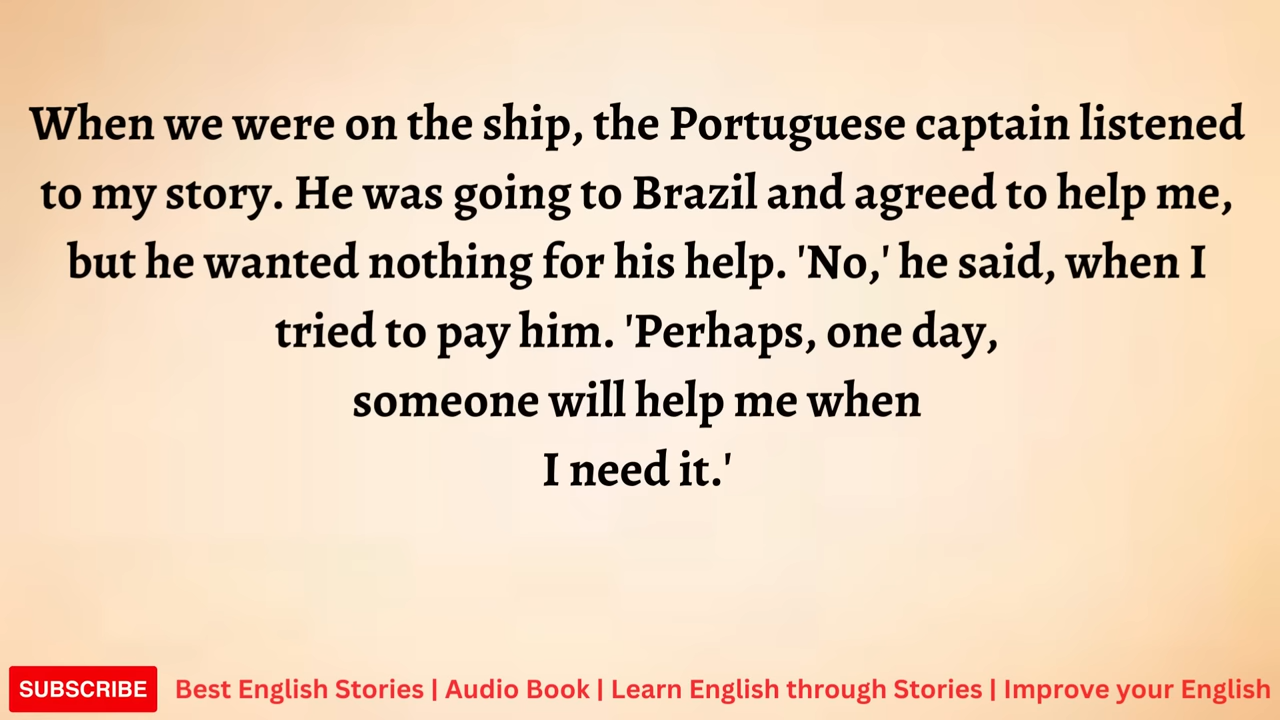 When we were on the ship, the Portuguese captain listened
to my story. He was going to Brazil and agreed to help me,
but he wanted nothing for his help. 'No,' he said, when I
tried to pay him. 'Perhaps, one day,
someone will help me when
I need it.'
SUBSCRIBE Best English Stories | Audio Book | Learn English through Stories | Improve your English